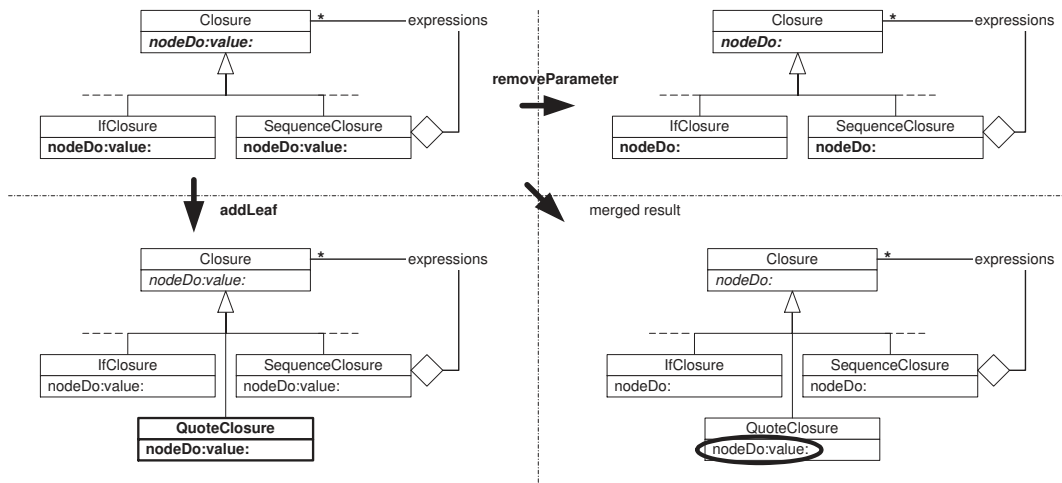 Closure
*
expressions
nodeDo:value:
IfClosure
SequenceClosure
nodeDo:value:
nodeDo:value:
removeParameter
Closure
*
expressions
nodeDo:
IfClosure
SequenceClosure
nodeDo:
nodeDo:
addLeaf
merged result
Closure
*
expressions
nodeDo:value:
IfClosure
SequenceClosure
nodeDo:value:
nodeDo:value:
QuoteClosure
nodeDo:value:
Closure
*
expressions
nodeDo:
IfClosure
SequenceClosure
nodeDo:
nodeDo:
QuoteClosure
nodeDo:value: